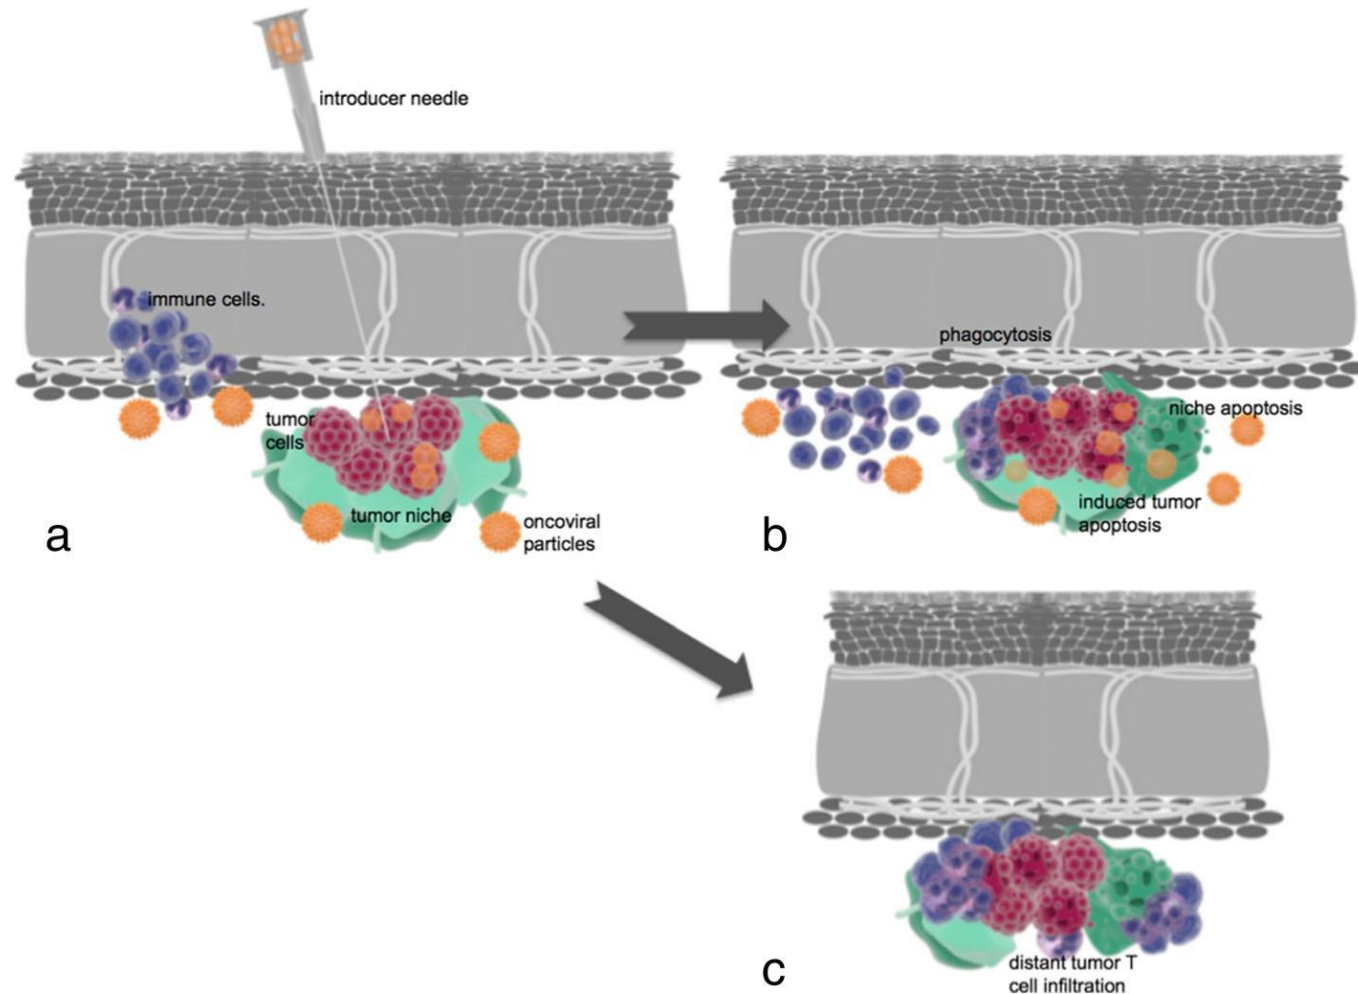 introducer needle
immune cells.
tumor
cells
tumor niche
oncoviral
particles
a
phagocytosis
niche apoptosis
induced tumor
apoptosis
b
distant tumor T
cell infiltration
c